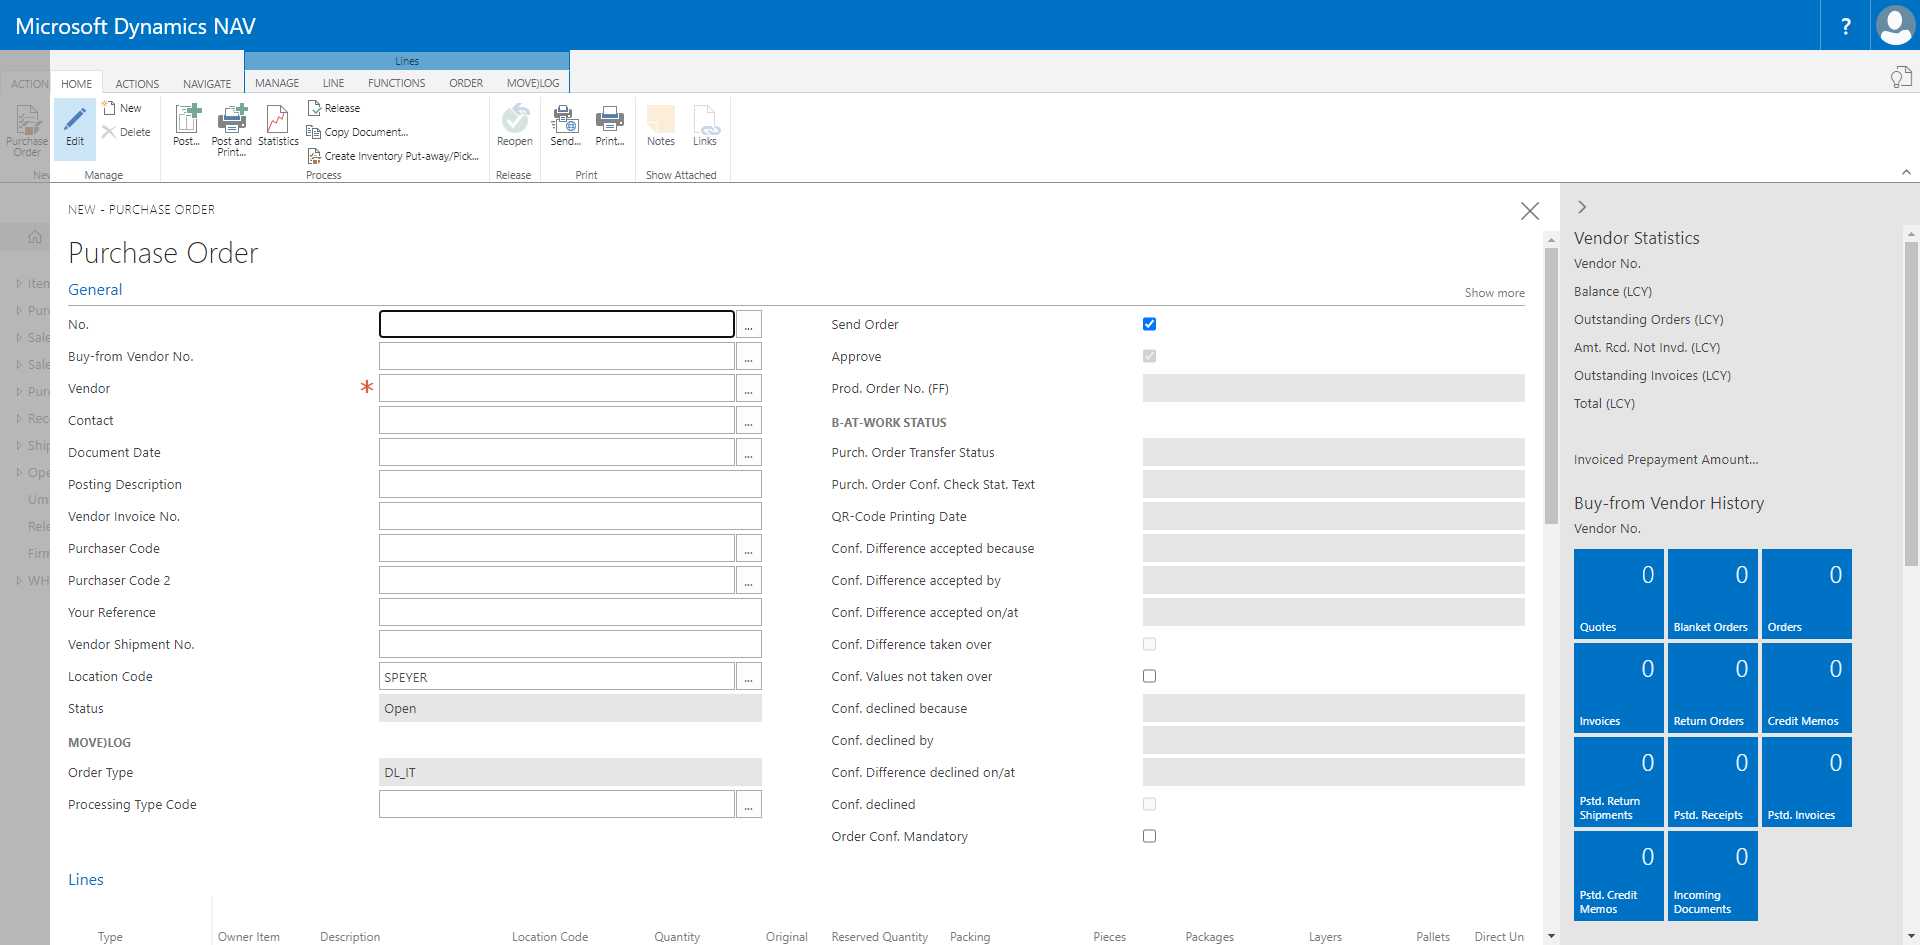 Microsoft Dynamics NAV
?
Lines
ACTION
HOME
ACTIONS
NAVIGATE
MANAGE
LINE
FUNCTIONS
ORDER
MOVE)LOG
Purchase
Order
Edit
New
Delete
Post...
Post and
Print...
Statistics
Release
Copy Document...
Create Inventory Put-away/Pick...
Reopen
Send...
Print...
Notes
Links
Manage
Process
Release
Print
Show Attached
NEW - PURCHASE ORDER
Purchase Order
General
Show more
No.
...
Buy-from Vendor No.
...
Vendor
*
...
Contact
...
Document Date
...
Posting Description
Vendor Invoice No.
Purchaser Code
...
Purchaser Code 2
...
Your Reference
Vendor Shipment No.
Location Code
SPEYER
...
Status
Open
MOVE)LOG
Order Type
DL_IT
Processing Type Code
...
Send Order
Approve
Prod. Order No. (FF)
B-AT-WORK STATUS
Purch. Order Transfer Status
Purch. Order Conf. Check Stat. Text
QR-Code Printing Date
Conf. Difference accepted because
Conf. Difference accepted by
Conf. Difference accepted on/at
Conf. Difference taken over
Conf. Values not taken over
Conf. declined because
Conf. declined by
Conf. Difference declined on/at
Conf. declined
Order Conf. Mandatory
Lines
Type
Owner Item
Description
Location Code
Quantity
Original
Reserved Quantity
Packing
Pieces
Packages
Layers
Pallets
Direct Un
Vendor Statistics
Vendor No.
Balance (LCY)
Outstanding Orders (LCY)
Amt. Rcd. Not Invd. (LCY)
Outstanding Invoices (LCY)
Total (LCY)
Invoiced Prepayment Amount...
Buy-from Vendor History
Vendor No.
0
Quotes
0
Blanket Orders
0
Orders
0
Invoices
0
Return Orders
0
Credit Memos
0
Pstd. Return
Shipments
0
Pstd. Receipts
0
Pstd. Invoices
0
Pstd. Credit
Memos
0
Incoming
Documents